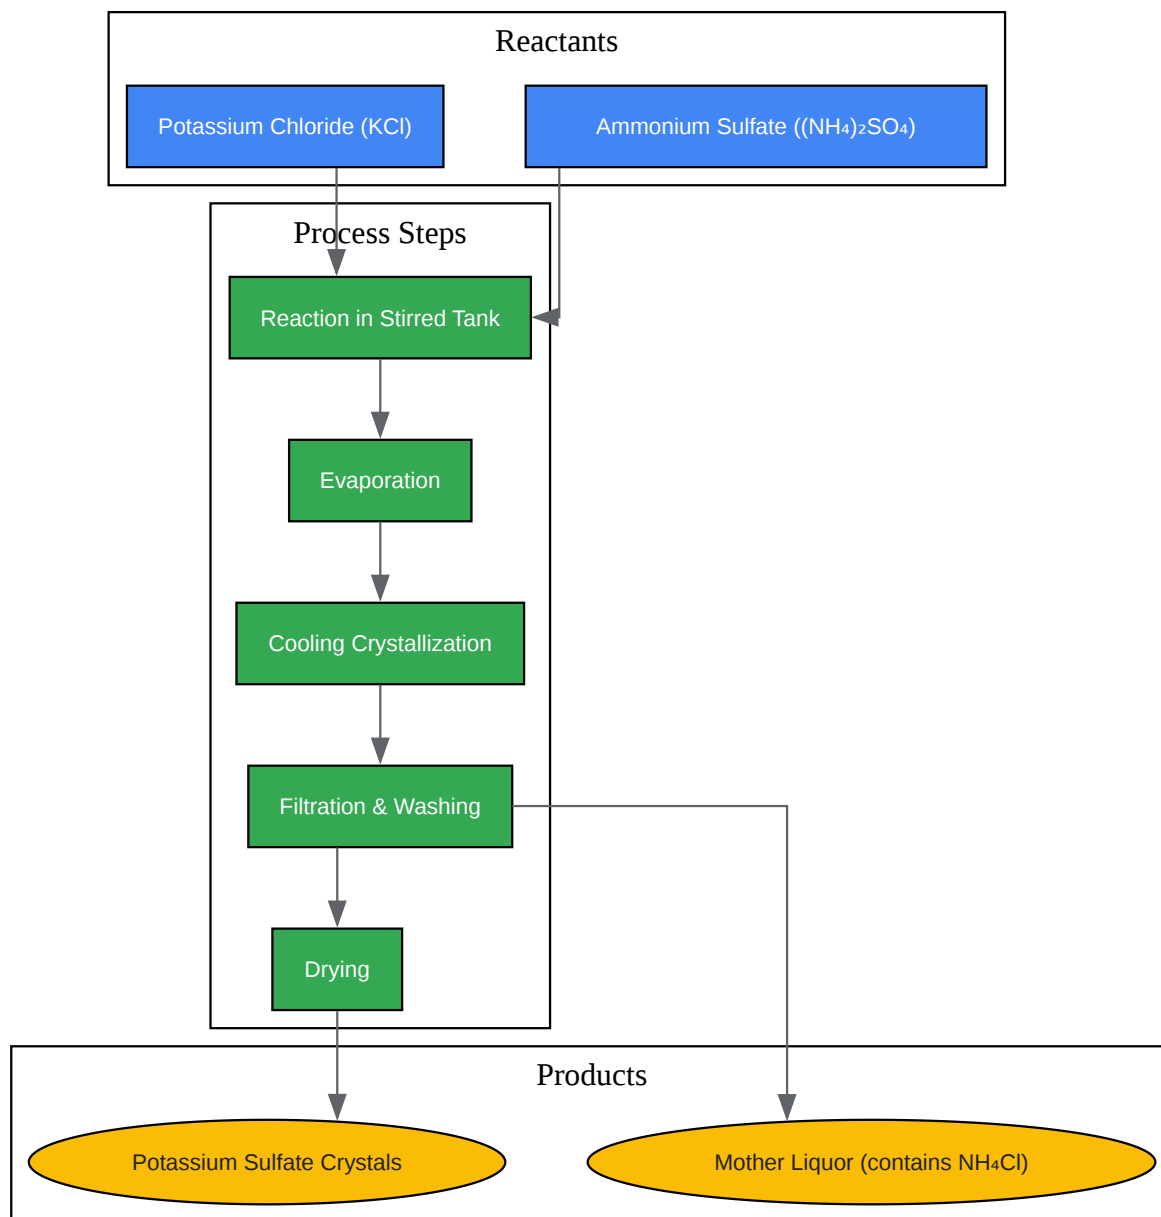 Reactants
Potassium Chloride (KCl)
Ammonium Sulfate ((NH₄)₂SO₄)
Process Steps
Reaction in Stirred Tank
Evaporation
Cooling Crystallization
Filtration & Washing
Drying
Products
Potassium Sulfate Crystals
Mother Liquor (contains NH₄Cl)